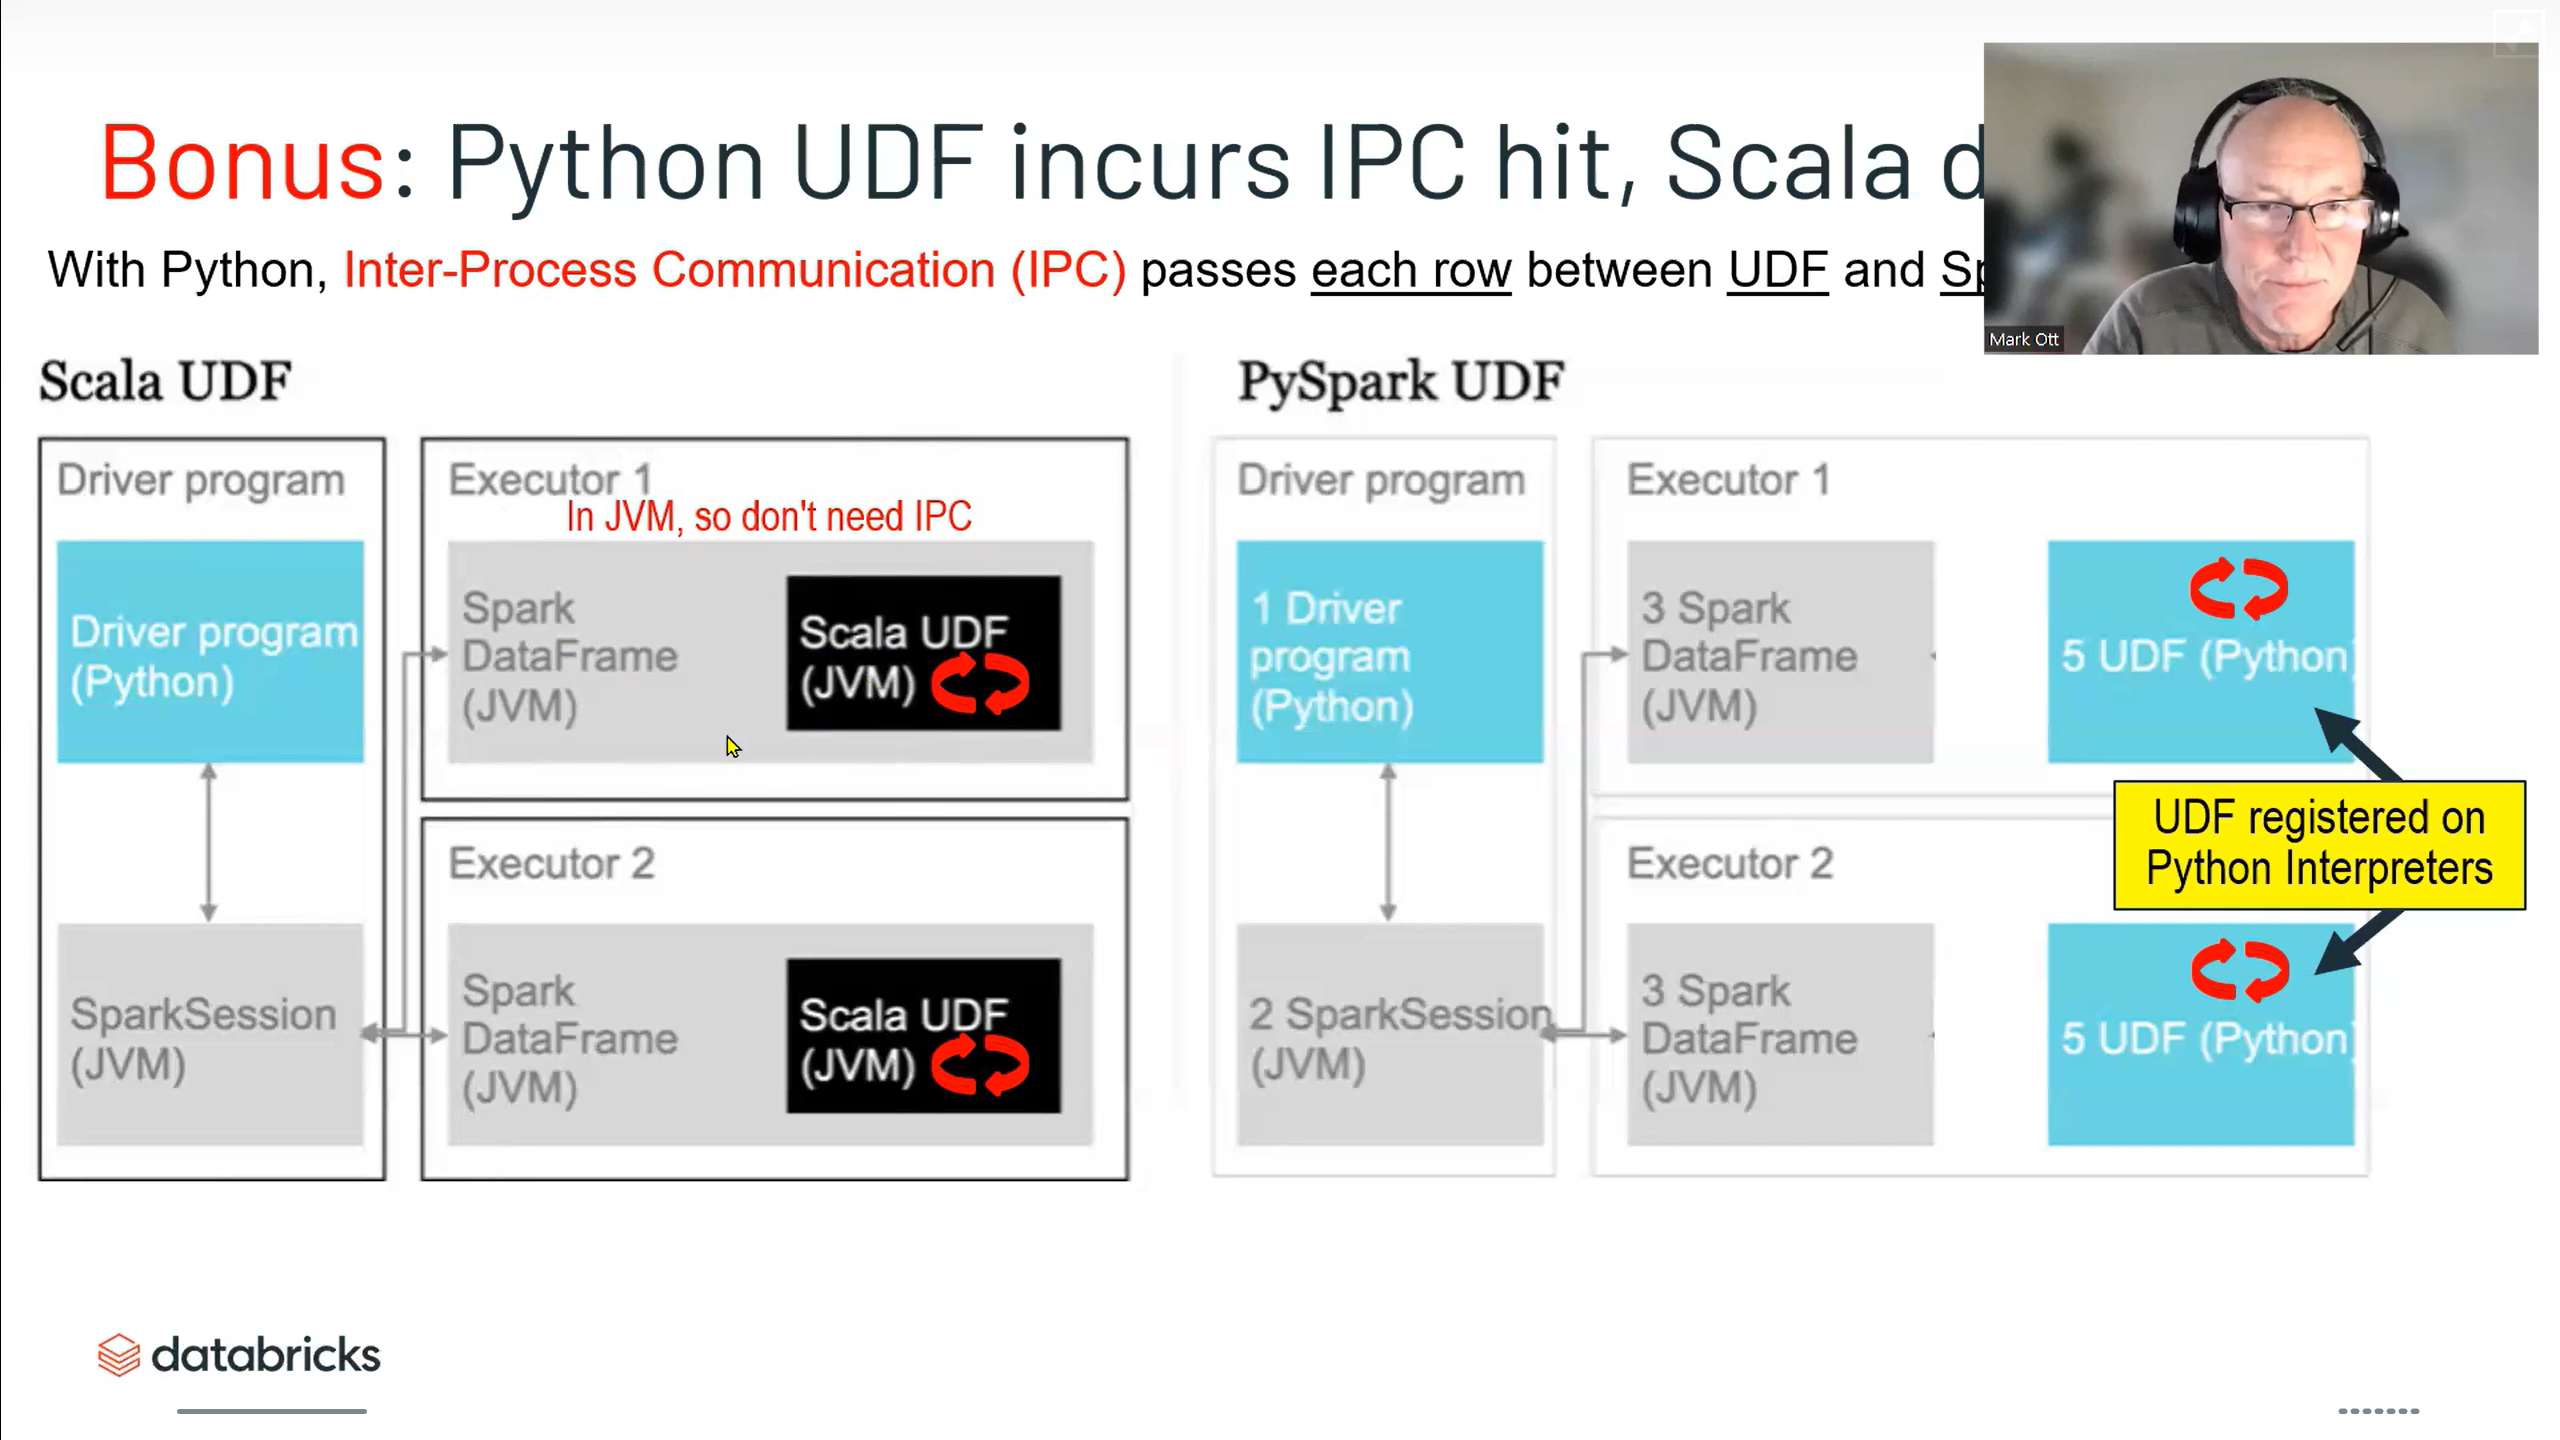 Bonus: Python UDF incurs IPC hit, Scala
With Python, Inter-Process Communication (IPC) passes each row between UDF and
Mark Ott
Scala UDF
Driver program
Driver program
(Python)
SparkSession
(JVM)
Executor 1
In JVM, so don't need IPC
Spark
DataFrame
(JVM)
Scala UDF
(JVM)
Executor 2
Spark
DataFrame
(JVM)
Scala UDF
(JVM)
PySpark UDF
Driver program
1 Driver
program
(Python)
2 SparkSession
(JVM)
Executor 1
3 Spark
DataFrame
(JVM)
5 UDF (Python
UDF registered on
Python Interpreters
Executor 2
3 Spark
DataFrame
(JVM)
5 UDF (Python
databricks